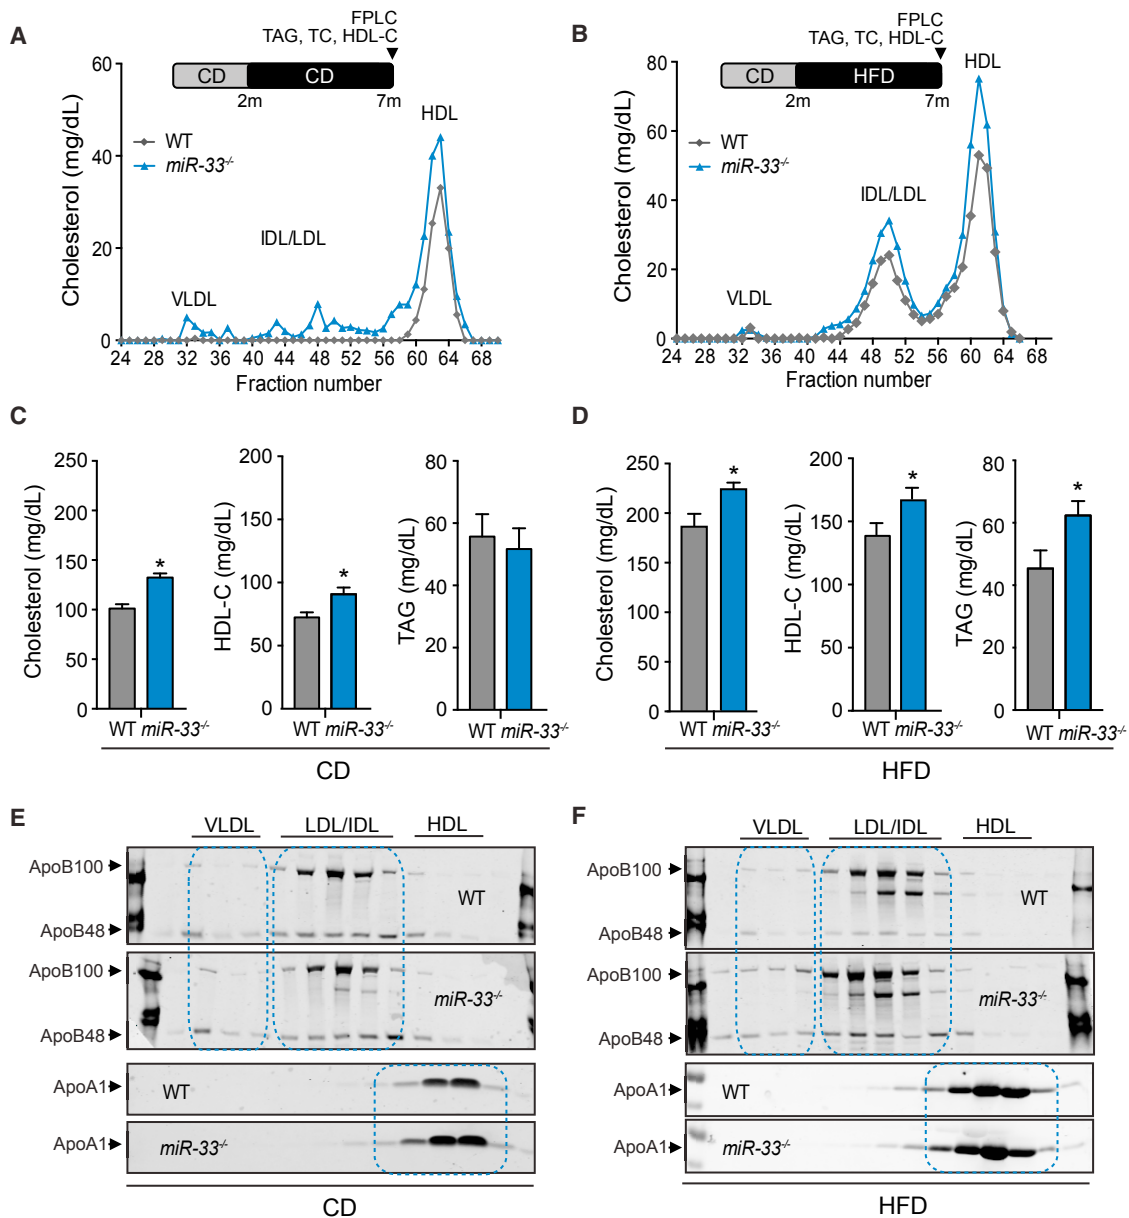 A
FPLC
TAG, TC, HDL-C
CD
CD
2m
7m
HDL
WT
miR-33-/-
IDL/LDL
VLDL
Cholesterol (mg/dL)
60
40
20
0
24 28 32 36 40 44 48 52 56 60 64 68
Fraction number
B
FPLC
TAG, TC, HDL-C
CD
HFD
2m
7m
HDL
WT
miR-33-/-
IDL/LDL
VLDL
Cholesterol (mg/dL)
80
60
40
20
0
24 28 32 36 40 44 48 52 56 60 64 68
Fraction number
C
Cholesterol (mg/dL)
250
200
150
100
50
0
*
WT miR-33-/-
HDL-C (mg/dL)
200
150
100
50
0
*
WT miR-33-/-
TAG (mg/dL)
80
60
40
20
0
WT miR-33-/-
CD
D
Cholesterol (mg/dL)
250
200
150
100
50
0
*
WT miR-33-/-
HDL-C (mg/dL)
200
150
100
50
0
*
WT miR-33-/-
TAG (mg/dL)
80
60
40
20
0
*
WT miR-33-/-
HFD
E
VLDL LDL/IDL HDL
ApoB100
WT
ApoB48
ApoB100
miR-33-/-
ApoB48
ApoA1
WT
ApoA1
miR-33-/-
CD
F
VLDL LDL/IDL HDL
ApoB100
WT
ApoB48
ApoB100
miR-33-/-
ApoB48
ApoA1
WT
ApoA1
miR-33-/-
HFD